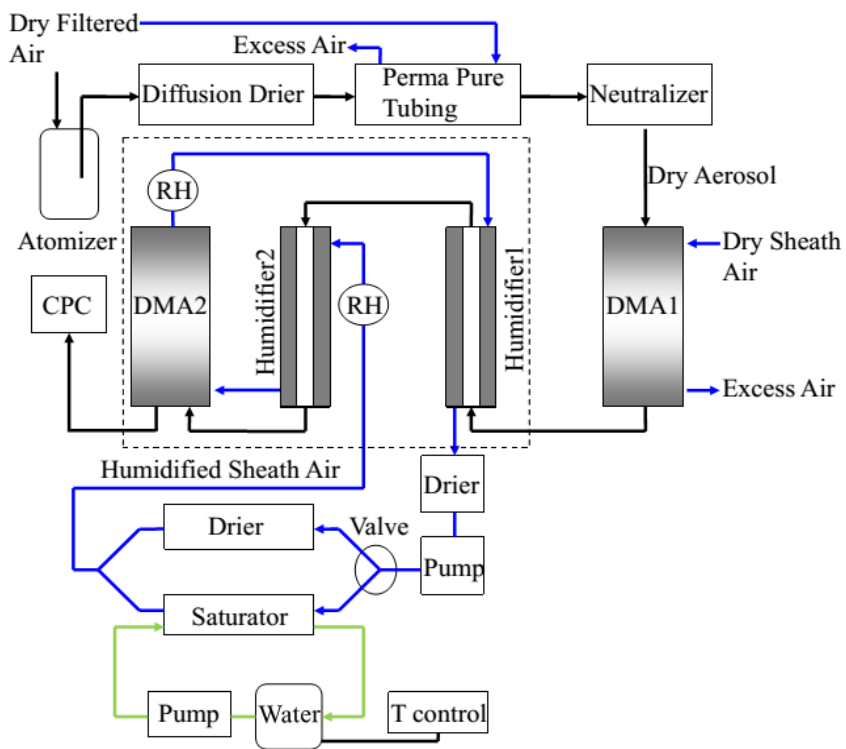 Dry Filtered
Air
Excess Air
Diffusion Drier
Perma Pure
Tubing
Neutralizer
Atomizer
RH
Dry Aerosol
Dry Sheath
Air
CPC
DMA2
Humidifier2
RH
Humidifier1
DMA1
Excess Air
Humidified Sheath Air
Drier
Drier
Valve
Pump
Saturator
Pump
Water
T control